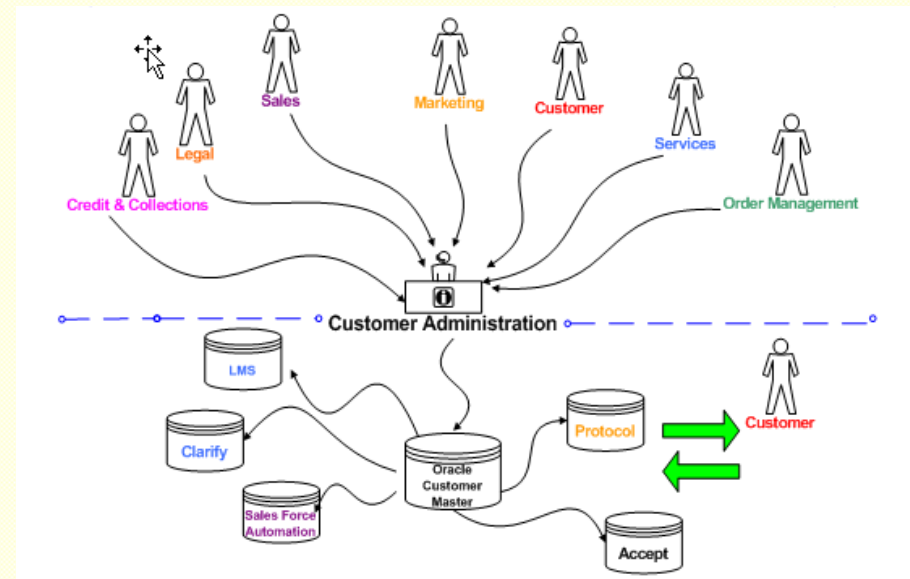 Sales
Marketing
Customer
Legal
Services
Credit & Collections
Order Management
i
Customer Administration
LMS
Clarify
Protocol
Customer
Oracle
Customer
Master
Sales Force
Automation
Accept